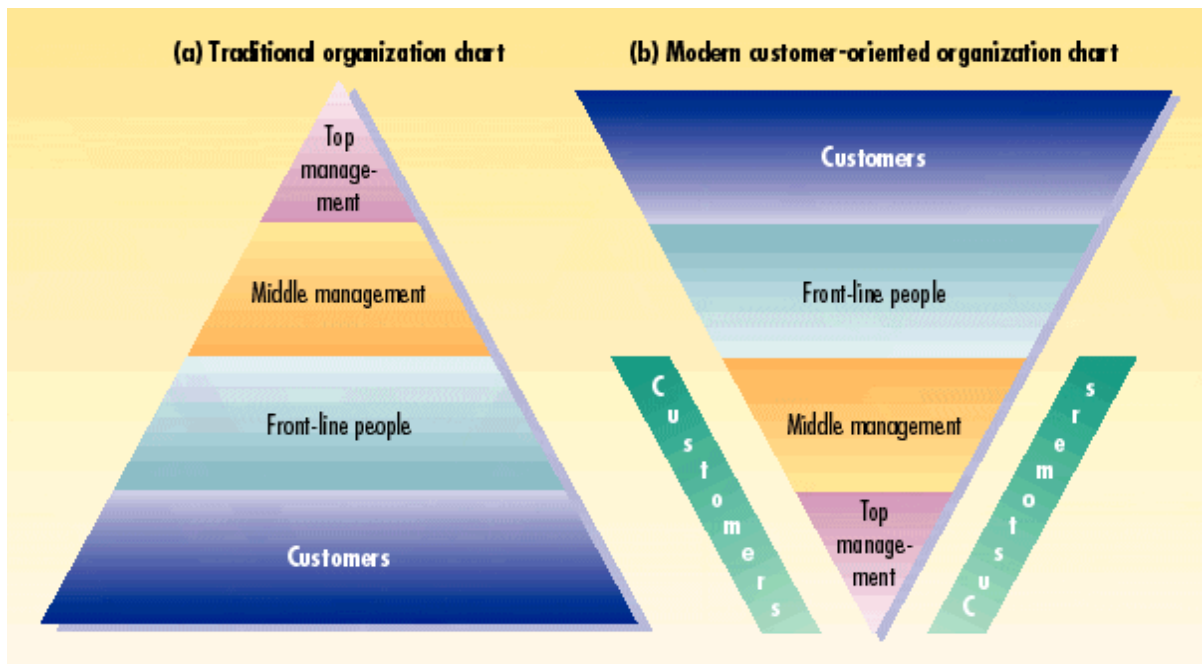 (a) Traditional organization chart
Top
manage-
ment
Middle management
Front-line people
Customers
(b) Modern customer-oriented organization chart
Customers
Front-line people
Middle management
Top
manage-
ment
Customers
Customers